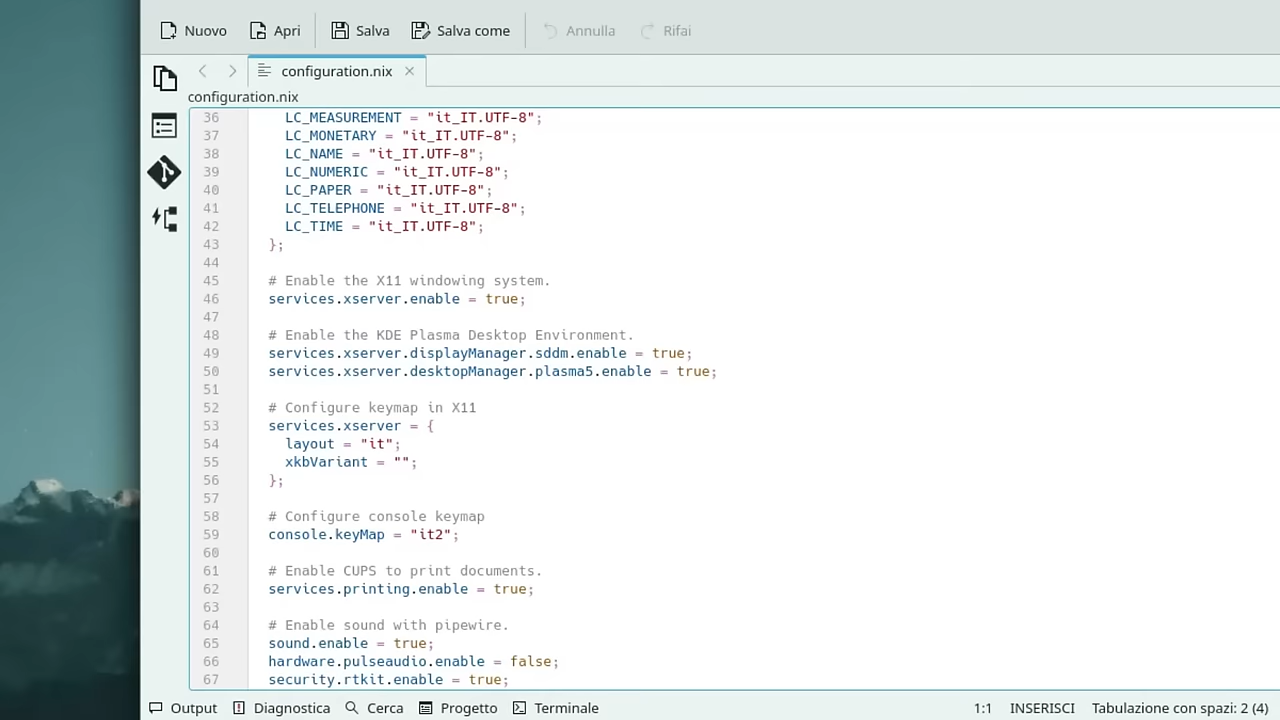 Nuovo Apri Salva Salva come Annulla Rifai
configuration.nix
configuration.nix
36 LC_MEASUREMENT = "it_IT.UTF-8";
37 LC_MONETARY = "it_IT.UTF-8";
38 LC_NAME = "it_IT.UTF-8";
39 LC_NUMERIC = "it_IT.UTF-8";
40 LC_PAPER = "it_IT.UTF-8";
41 LC_TELEPHONE = "it_IT.UTF-8";
42 LC_TIME = "it_IT.UTF-8";
43 };
44
45 # Enable the X11 windowing system.
46 services.xserver.enable = true;
47
48 # Enable the KDE Plasma Desktop Environment.
49 services.xserver.displayManager.sddm.enable = true;
50 services.xserver.desktopManager.plasma5.enable = true;
51
52 # Configure keymap in X11
53 services.xserver = {
54 layout = "it";
55 xkbVariant = "";
56 };
57
58 # Configure console keymap
59 console.keyMap = "it2";
60
61 # Enable CUPS to print documents.
62 services.printing.enable = true;
63
64 # Enable sound with pipewire.
65 sound.enable = true;
66 hardware.pulseaudio.enable = false;
67 security.rtkit.enable = true;
Output Diagnostica Cerca Progetto Terminale 1:1 INSERISCI Tabulazione con spazi: 2 (4)